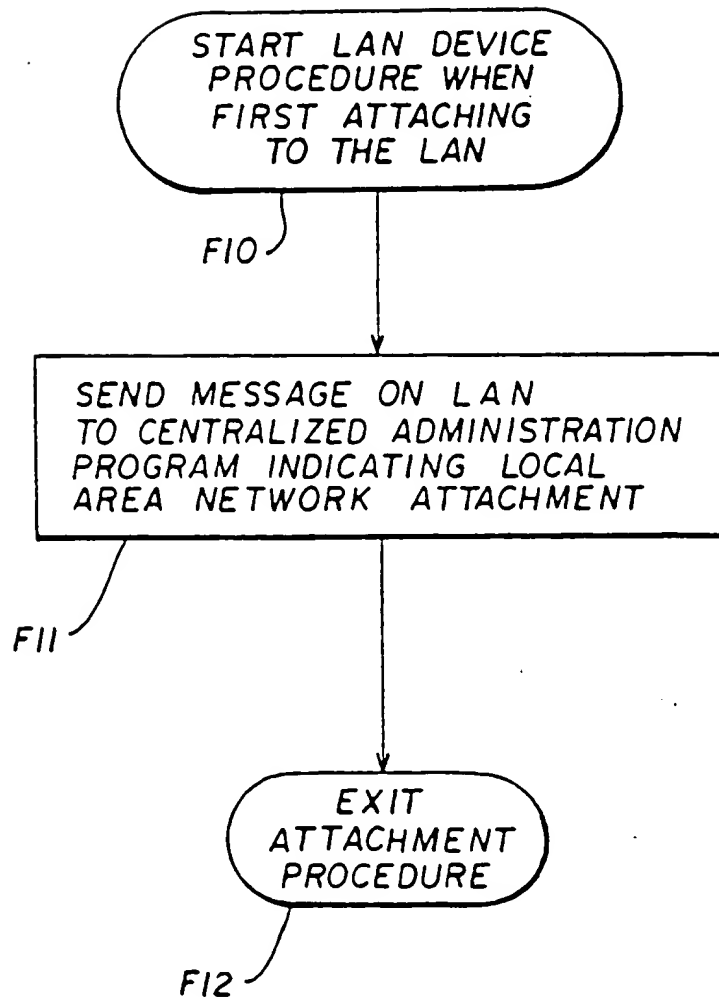 START LAN DEVICE
PROCEDURE WHEN
FIRST ATTACHING
TO THE LAN
F10
SEND MESSAGE ON LAN
TO CENTRALIZED ADMINISTRATION
PROGRAM INDICATING LOCAL
AREA NETWORK ATTACHMENT
F11
EXIT
ATTACHMENT
PROCEDURE
F12